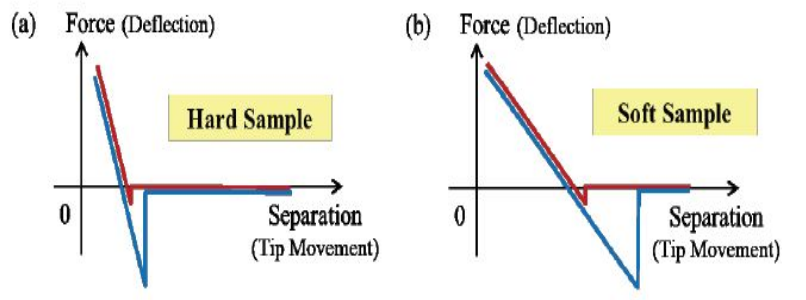 (a) Force (Deflection)
Hard Sample
0
Separation
(Tip Movement)
(b) Force (Deflection)
Soft Sample
0
Separation
(Tip Movement)